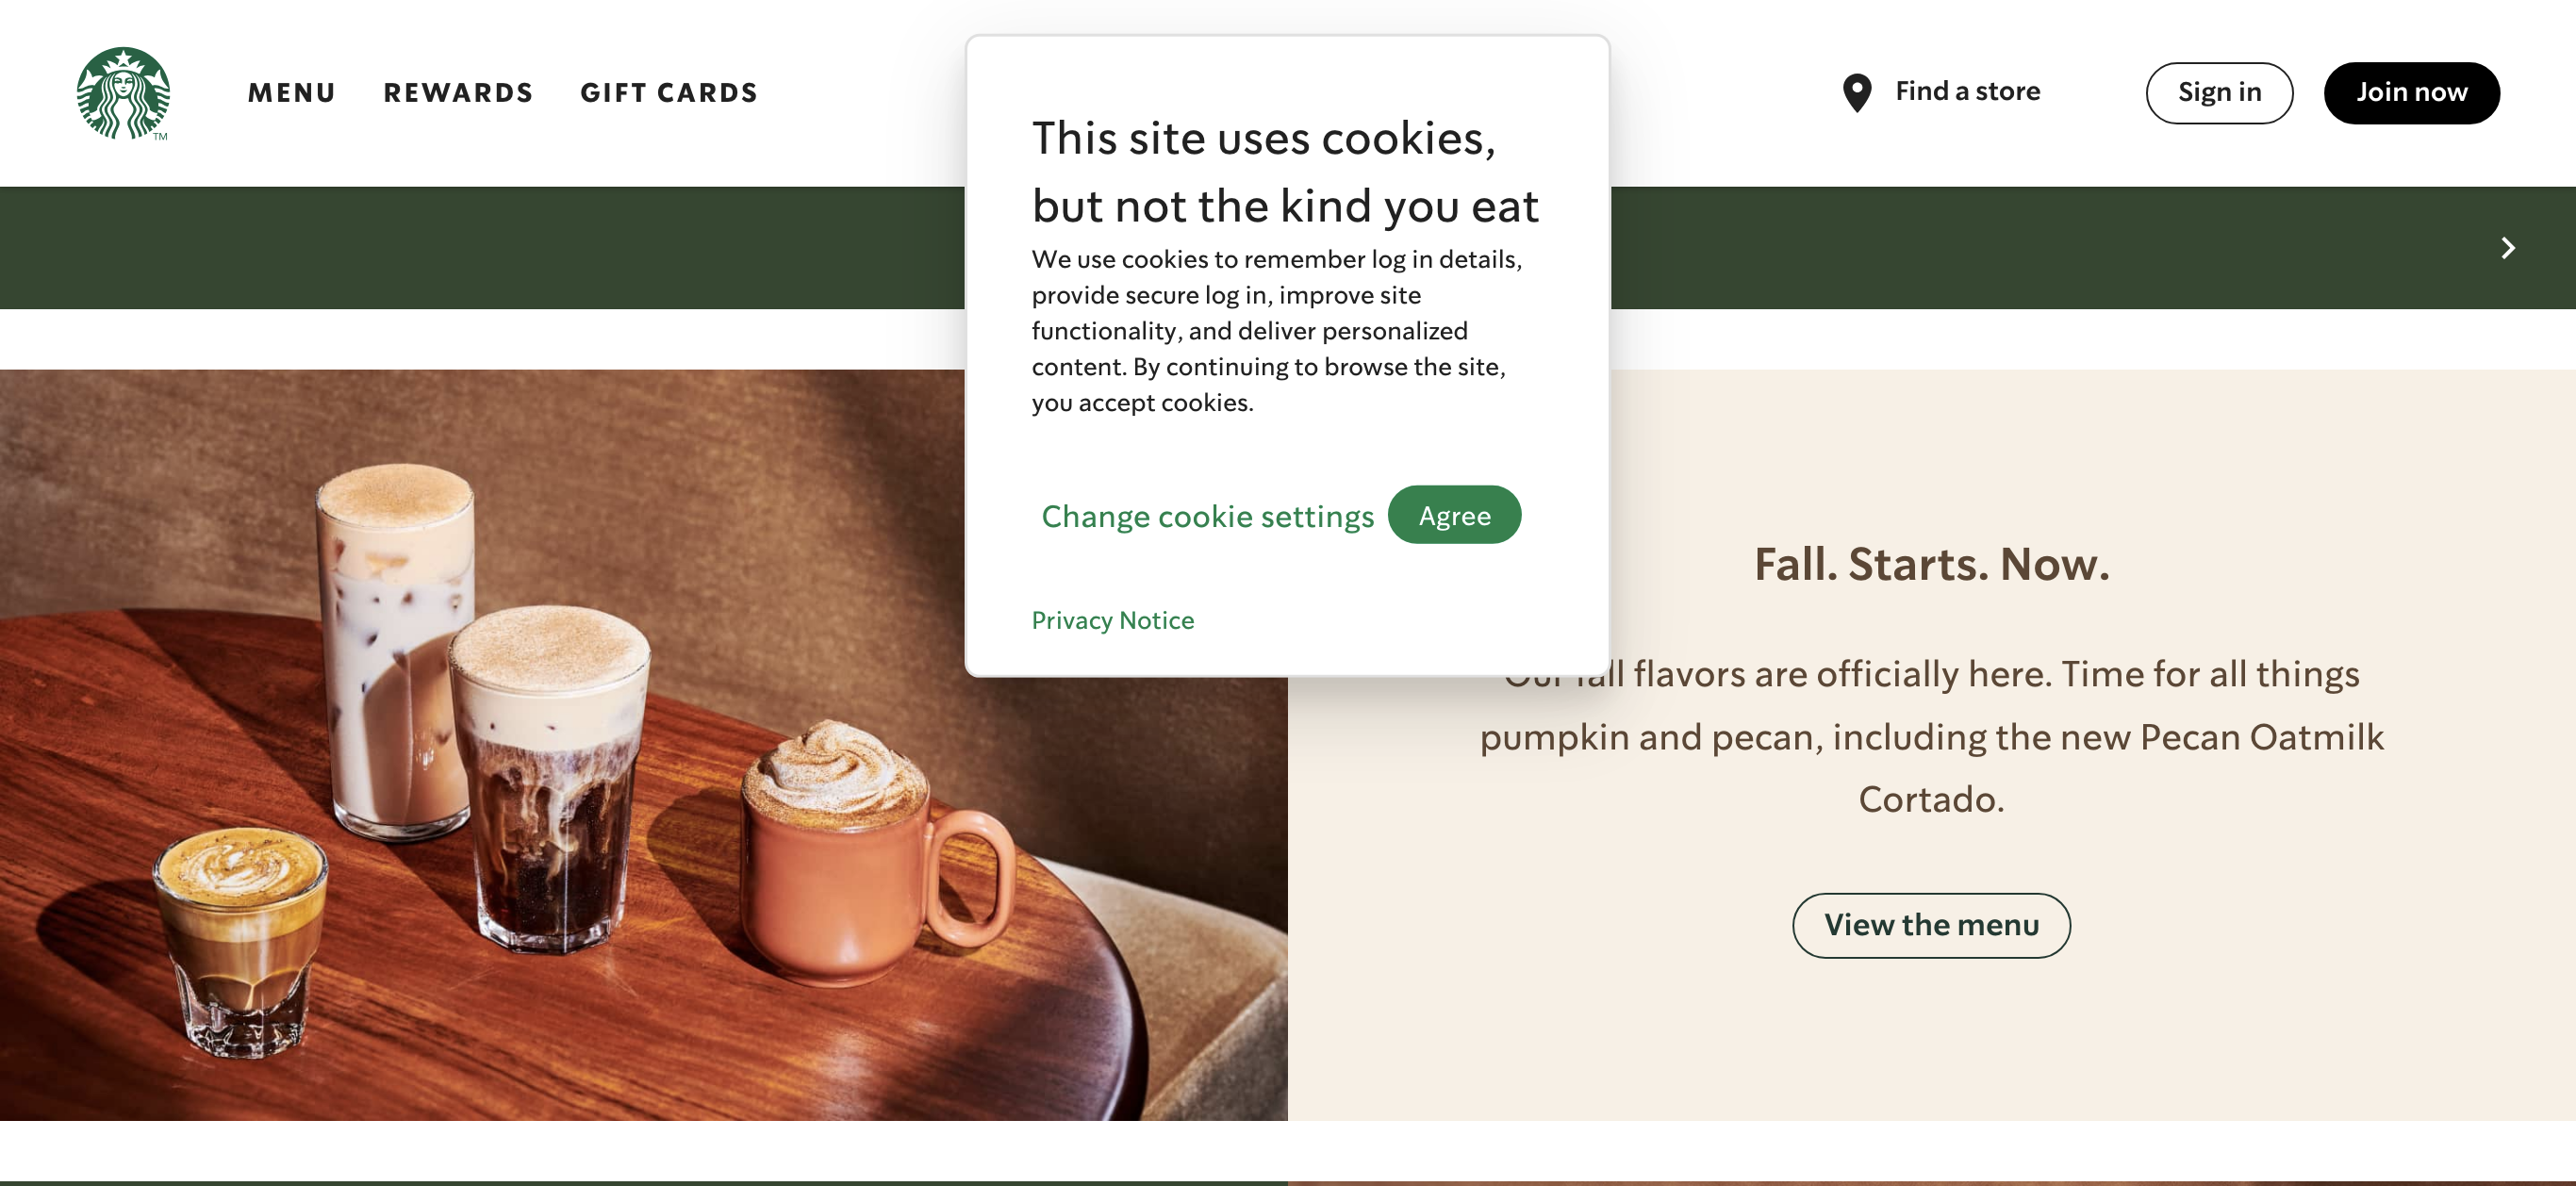 TM
MENU
REWARDS
GIFT CARDS
Find a store
Sign in
Join now
This site uses cookies,
but not the kind you eat
We use cookies to remember log in details,
provide secure log in, improve site
functionality, and deliver personalized
content. By continuing to browse the site,
you accept cookies.
Change cookie settings
Agree
Privacy Notice
Fall. Starts. Now.
Our fall flavors are officially here. Time for all things
pumpkin and pecan, including the new Pecan Oatmilk
Cortado.
View the menu